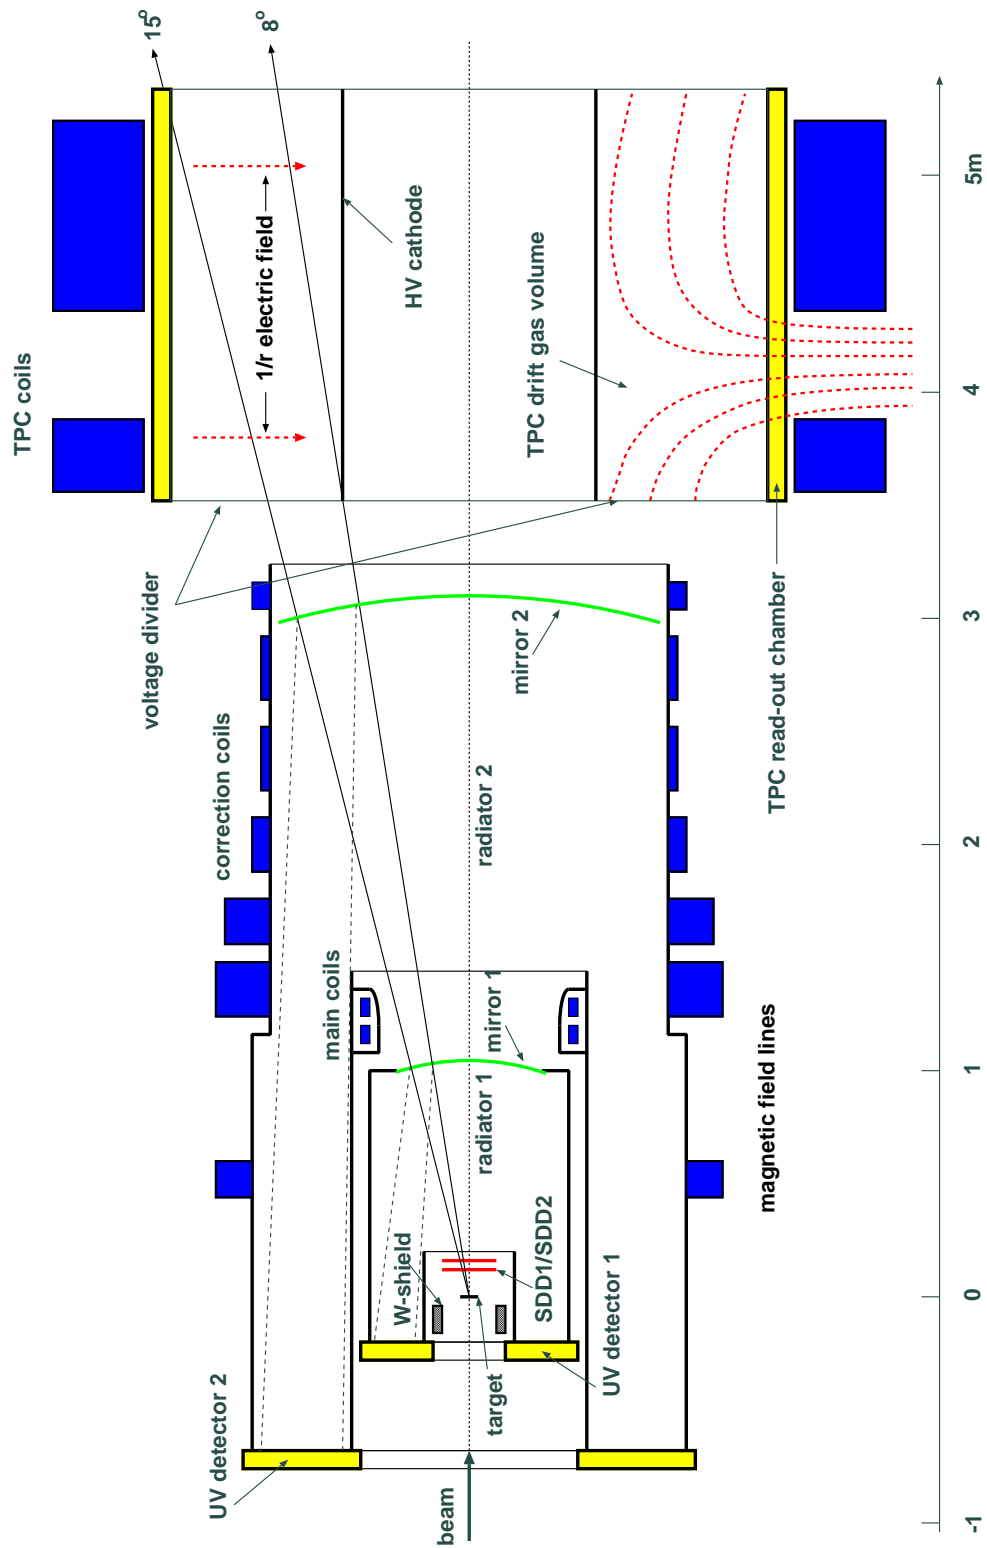 15°
8°
TPC coils
1/r electric field
HV cathode
TPC drift gas volume
voltage divider
mirror 2
TPC read-out chamber
correction coils
radiator 2
main coils
mirror 1
radiator 1
magnetic field lines
W-shield
SDD1/SDD2
UV detector 1
target
UV detector 2
beam
-1
0
1
2
3
4
5m